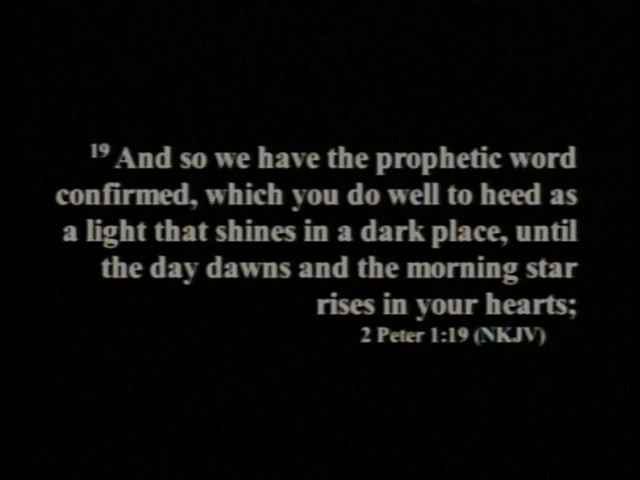 19 And so we have the prophetic word
confirmed, which you do well to heed as
a light that shines in a dark place, until
the day dawns and the morning star
rises in your hearts;
2 Peter 1:19 (NKJV)